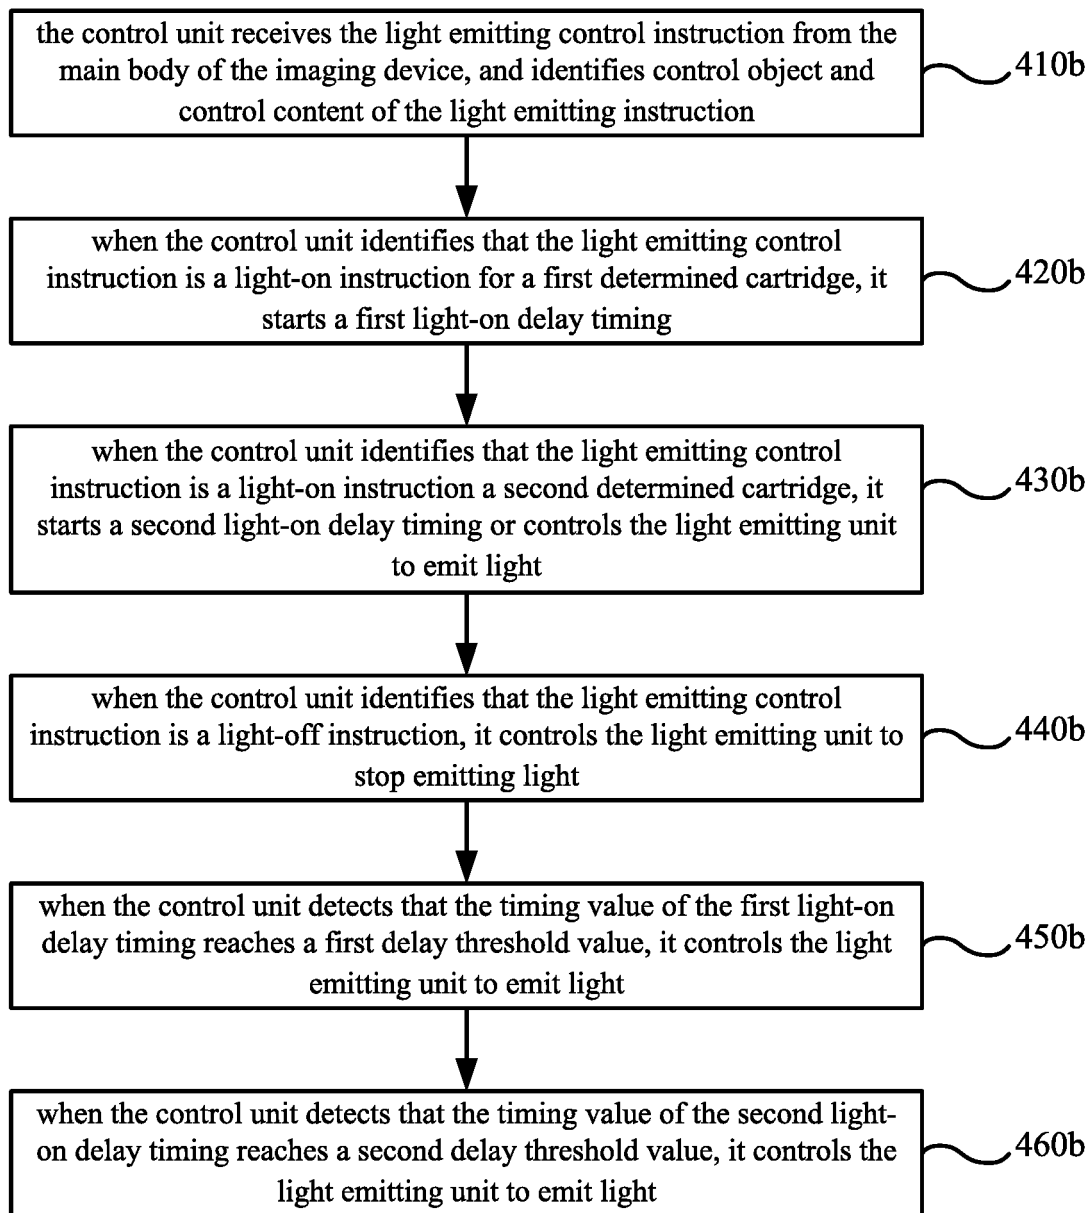 the control unit receives the light emitting control instruction from the
main body of the imaging device, and identifies control object and
control content of the light emitting instruction
410b
when the control unit identifies that the light emitting control
instruction is a light-on instruction for a first determined cartridge, it
starts a first light-on delay timing
420b
when the control unit identifies that the light emitting control
instruction is a light-on instruction a second determined cartridge, it
starts a second light-on delay timing or controls the light emitting unit
to emit light
430b
when the control unit identifies that the light emitting control
instruction is a light-off instruction, it controls the light emitting unit to
stop emitting light
440b
when the control unit detects that the timing value of the first light-on
delay timing reaches a first delay threshold value, it controls the light
emitting unit to emit light
450b
when the control unit detects that the timing value of the second light-
on delay timing reaches a second delay threshold value, it controls the
light emitting unit to emit light
460b